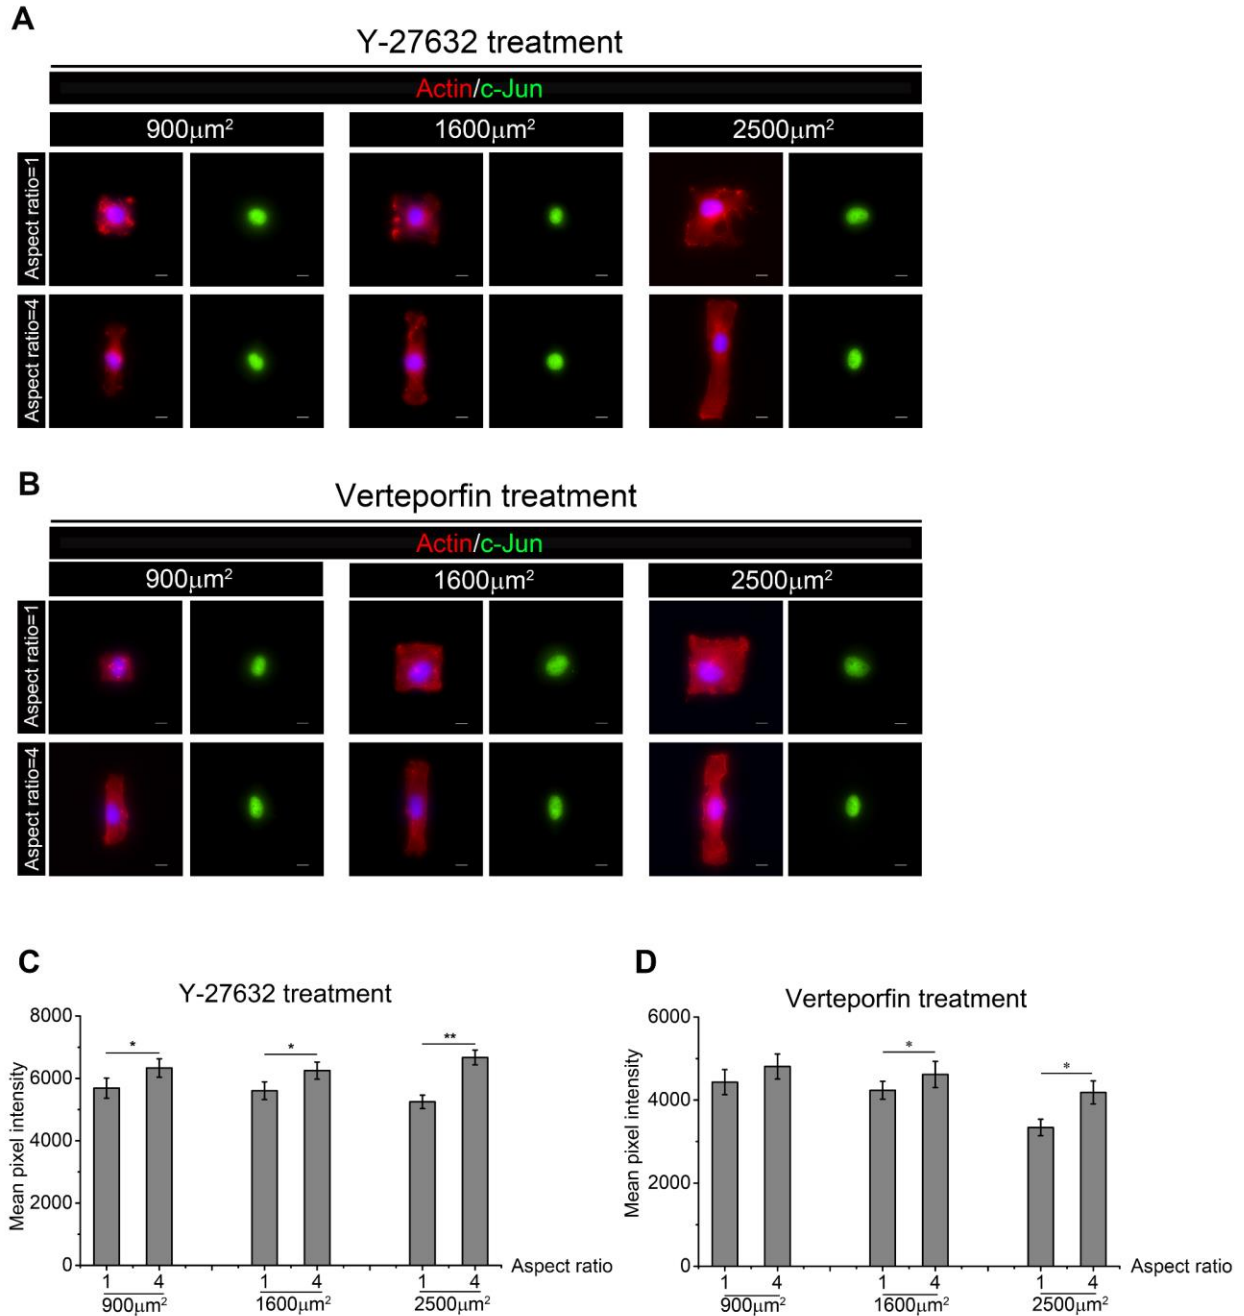 A
Y-27632 treatment
Actin/c-Jun
900μm²
1600μm²
2500μm²
Aspect ratio=1
Aspect ratio=4
B
Verteporfin treatment
Actin/c-Jun
900μm²
1600μm²
2500μm²
Aspect ratio=1
Aspect ratio=4
C
Y-27632 treatment
Mean pixel intensity
8000
6000
4000
2000
0
*
*
**
1 4 1 4 1 4
Aspect ratio
900μm² 1600μm² 2500μm²
D
Verteporfin treatment
Mean pixel intensity
6000
4000
2000
0
*
*
1 4 1 4 1 4
Aspect ratio
900μm² 1600μm² 2500μm²